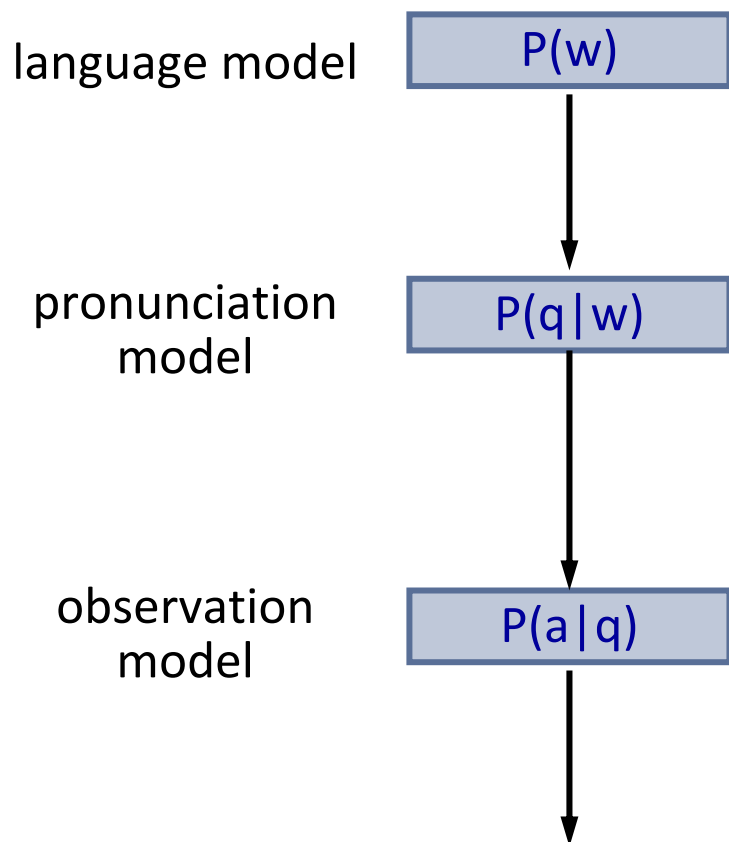 language model
P(w)
pronunciation
model
P(q|w)
observation
model
P(a|q)